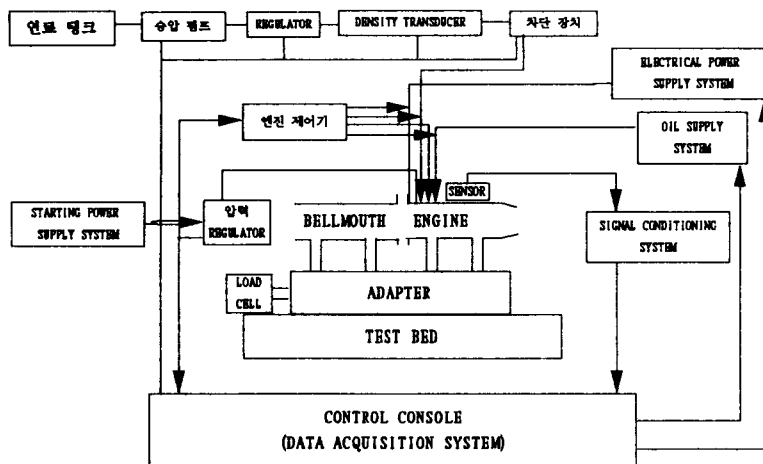 연료 탱크
승압 펌프
REGULATOR
DENSITY TRANSDUCER
차단 장치
ELECTRICAL POWER
SUPPLY SYSTEM
엔진 제어기
OIL SUPPLY
SYSTEM
SENSOR
STARTING POWER
SUPPLY SYSTEM
압력
REGULATOR
BELLMOUTH
ENGINE
SIGNAL CONDITIONING
SYSTEM
LOAD
CELL
ADAPTER
TEST BED
CONTROL CONSOLE
(DATA ACQUISITION SYSTEM)